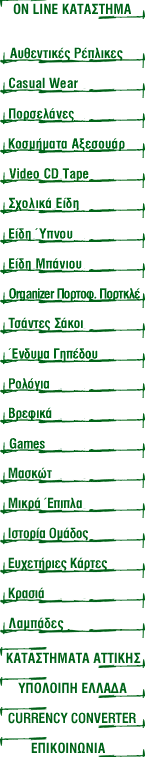 ON LINE ΚΑΤΑΣΤΗΜΑ
Αυθεντικές Ρέπλικες
Casual Wear
Πορσελάνες
Κοσμήματα Αξεσουάρ
Video CD Tape
Σχολικά Είδη
Είδη Ύπνου
Είδη Μπάνιου
Organizer Πορτοφ. Πορτκλέ
Τσάντες Σάκοι
Ένδυμα Γηπέδου
Ρολόγια
Βρεφικά
Games
Μασκώτ
Μικρά Έπιπλα
Ιστορία Ομάδος
Ευχετήριες Κάρτες
Κρασιά
Λαμπάδες
ΚΑΤΑΣΤΗΜΑΤΑ ΑΤΤΙΚΗΣ
ΥΠΟΛΟΙΠΗ ΕΛΛΑΔΑ
CURRENCY CONVERTER
ΕΠΙΚΟΙΝΩΝΙΑ